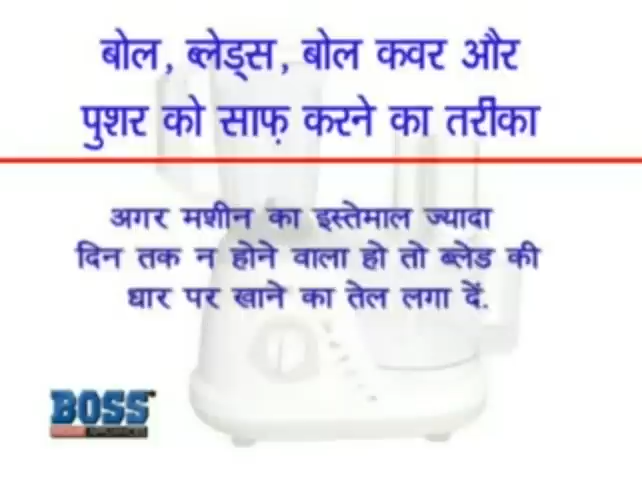 बोल, ब्लेड्स, बोल कवर और
पुशर को साफ़ करने का तरीका
अगर मशीन का इस्तेमाल ज्यादा
दिन तक न होने वाला हो तो ब्लेड की
धार पर खाने का तेल लगा दें.
BOSS